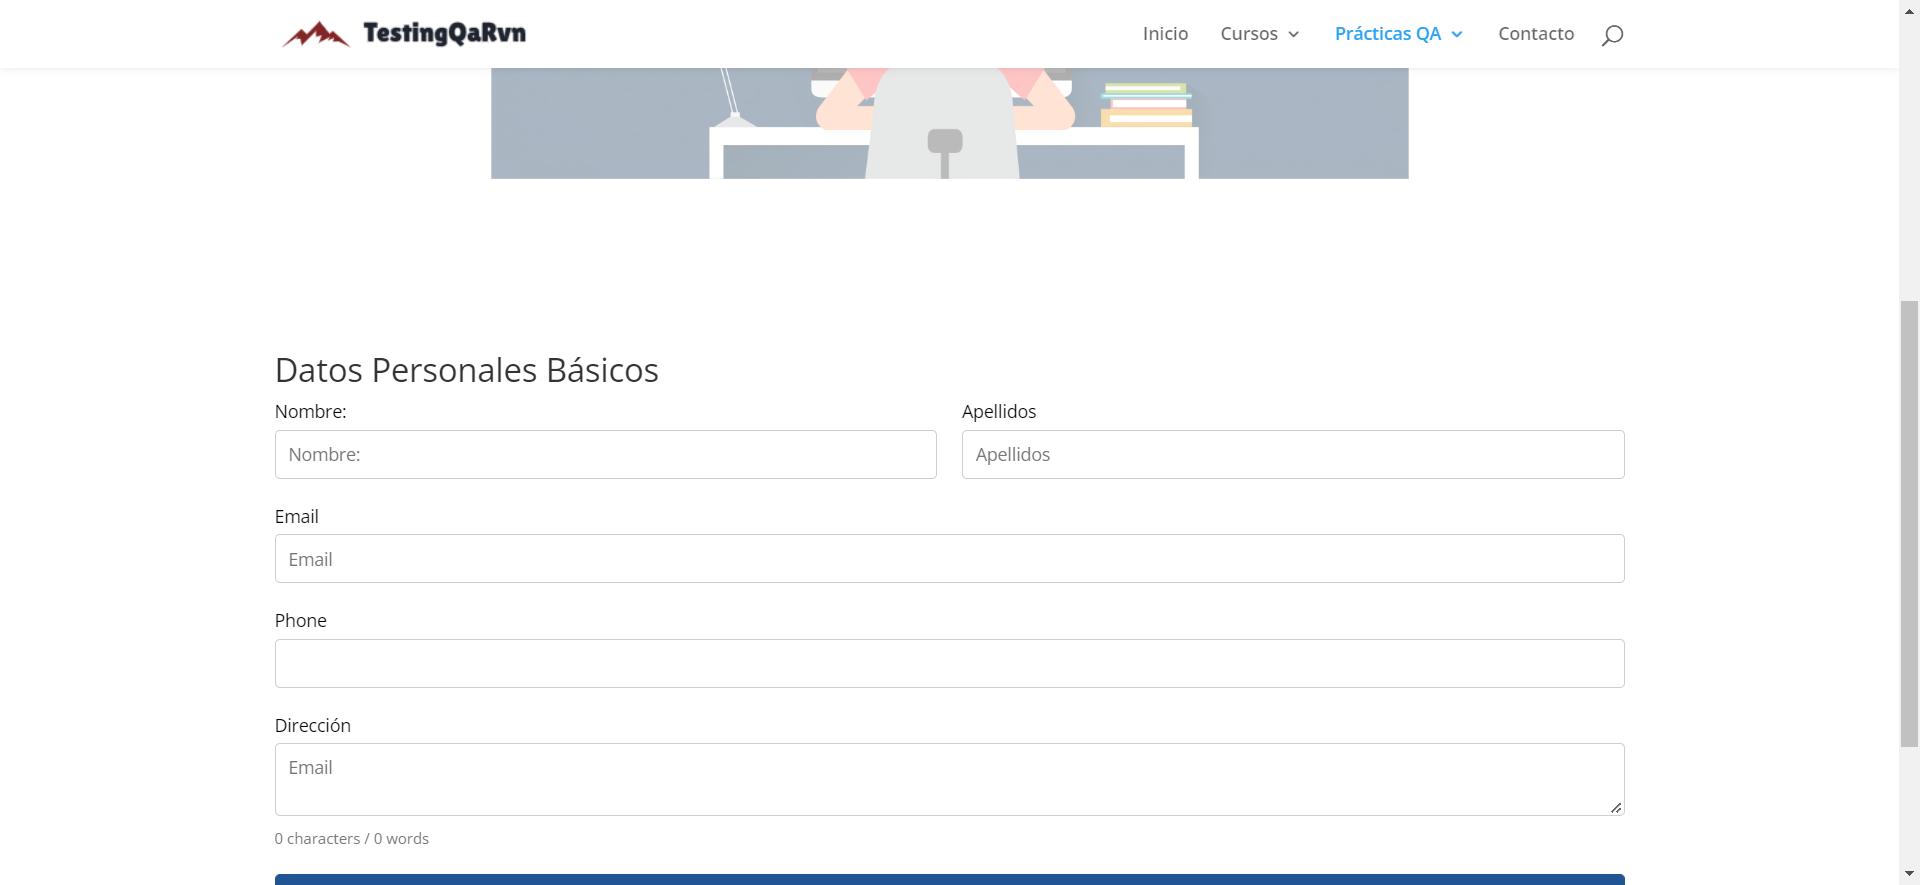 TestingQaRvn
Inicio Cursos Prácticas QA Contacto
Datos Personales Básicos
Nombre: Apellidos
Nombre: Apellidos
Email
Email
Phone
Dirección
Email
0 characters / 0 words